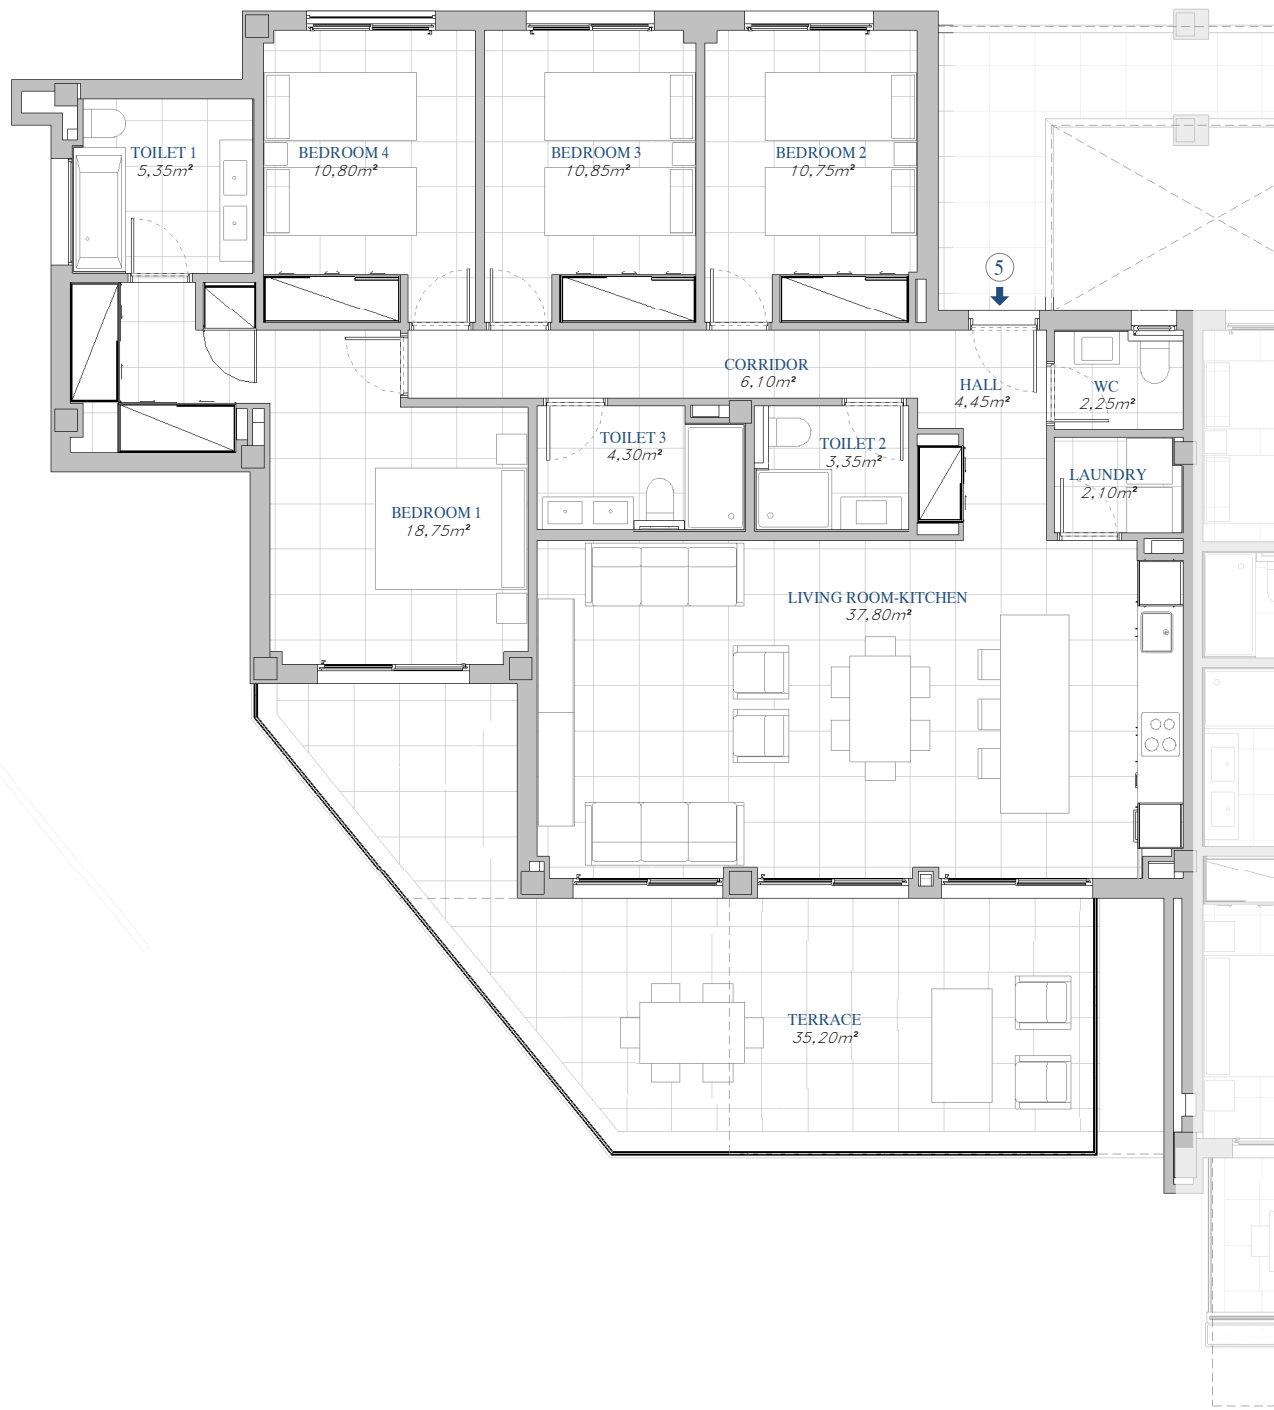 TOILET 1
5,35m²
BEDROOM 4
10,80m²
BEDROOM 3
10,85m²
BEDROOM 2
10,75m²
5
CORRIDOR
6,10m²
HALL
4,45m²
WC
2,25m²
TOILET 3
4,30m²
TOILET 2
3,35m²
LAUNDRY
2,10m²
BEDROOM 1
18,75m²
LIVING ROOM-KITCHEN
37,80m²
TERRACE
35,20m²